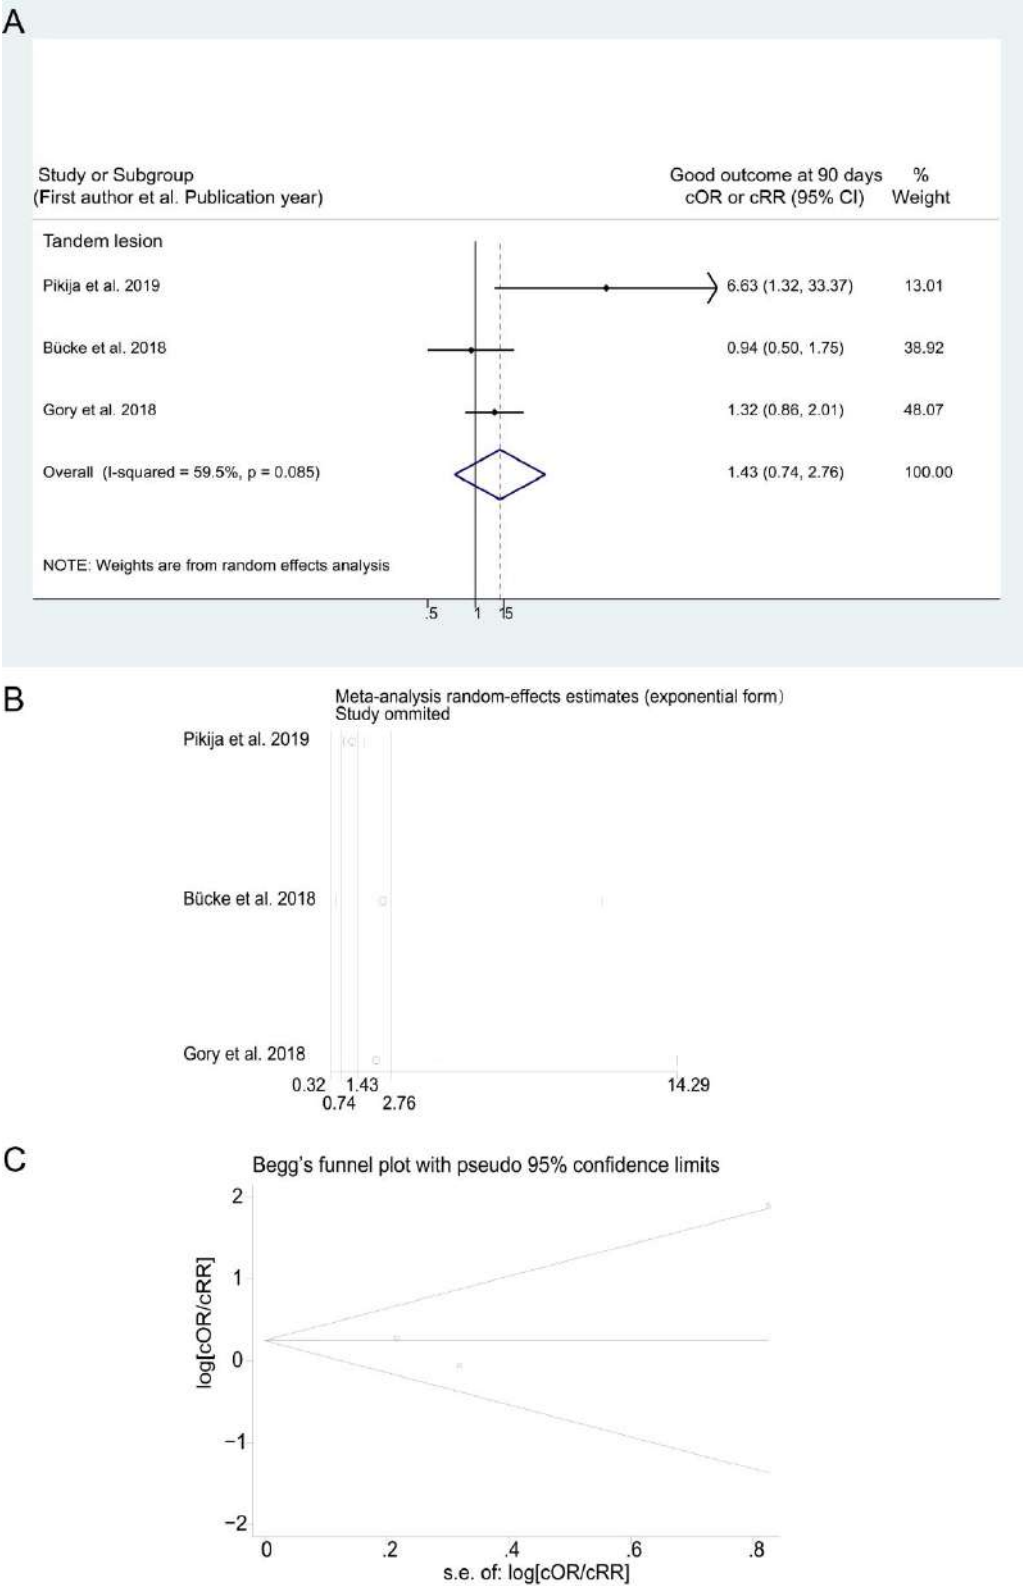 A
Study or Subgroup
(First author et al. Publication year)
Good outcome at 90 days
cOR or cRR (95% CI)
%
Weight
Tandem lesion
Pikija et al. 2019 6.63 (1.32, 33.37) 13.01
Bücke et al. 2018 0.94 (0.50, 1.75) 38.92
Gory et al. 2018 1.32 (0.86, 2.01) 48.07
Overall (I-squared = 59.5%, p = 0.085) 1.43 (0.74, 2.76) 100.00
NOTE: Weights are from random effects analysis
.5 1 15
B
Meta-analysis random-effects estimates (exponential form)
Study ommited
Pikija et al. 2019
Bücke et al. 2018
Gory et al. 2018
0.32 1.43 14.29
0.74 2.76
C
Begg's funnel plot with pseudo 95% confidence limits
log[cOR/cRR]
2
1
0
−1
−2
0 .2 .4 .6 .8
s.e. of: log[cOR/cRR]